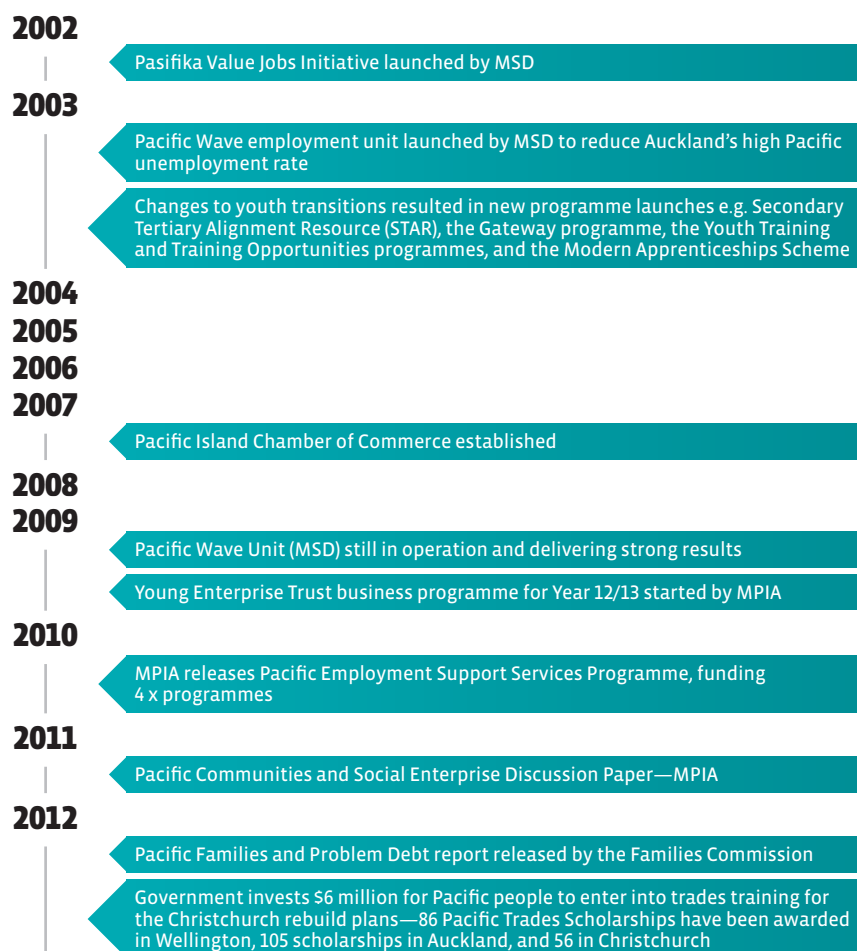 2002
Pasifika Value Jobs Initiative launched by MSD
2003
Pacific Wave employment unit launched by MSD to reduce Auckland's high Pacific
unemployment rate
Changes to youth transitions resulted in new programme launches e.g. Secondary
Tertiary Alignment Resource (STAR), the Gateway programme, the Youth Training
and Training Opportunities programmes, and the Modern Apprenticeships Scheme
2004
2005
2006
2007
Pacific Island Chamber of Commerce established
2008
2009
Pacific Wave Unit (MSD) still in operation and delivering strong results
Young Enterprise Trust business programme for Year 12/13 started by MPIA
2010
MPIA releases Pacific Employment Support Services Programme, funding
4 x programmes
2011
Pacific Communities and Social Enterprise Discussion Paper—MPIA
2012
Pacific Families and Problem Debt report released by the Families Commission
Government invests $6 million for Pacific people to enter into trades training for
the Christchurch rebuild plans—86 Pacific Trades Scholarships have been awarded
in Wellington, 105 scholarships in Auckland, and 56 in Christchurch